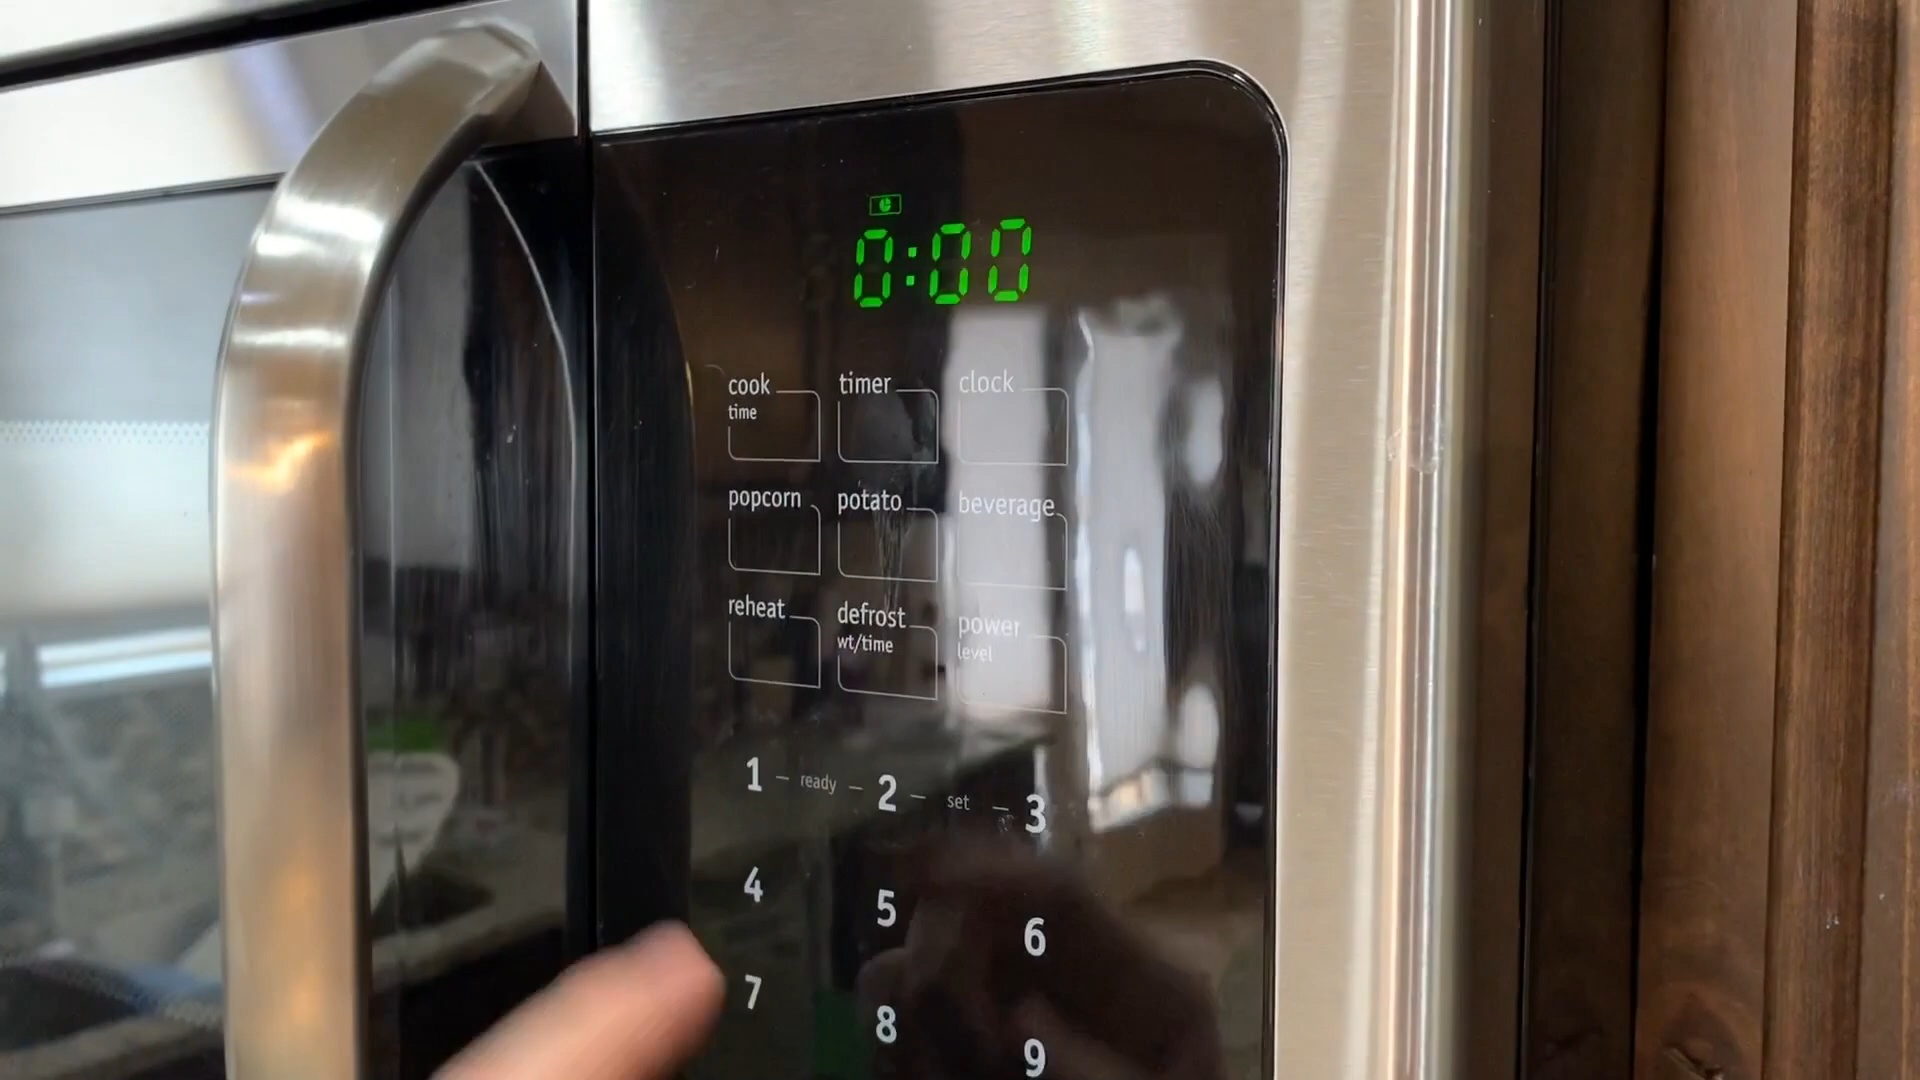 0:00
cook timer clock
time
popcorn potato beverage
reheat defrost power
wt/time level
1 – ready – 2 – set – 3
4 5 6
7 8 9